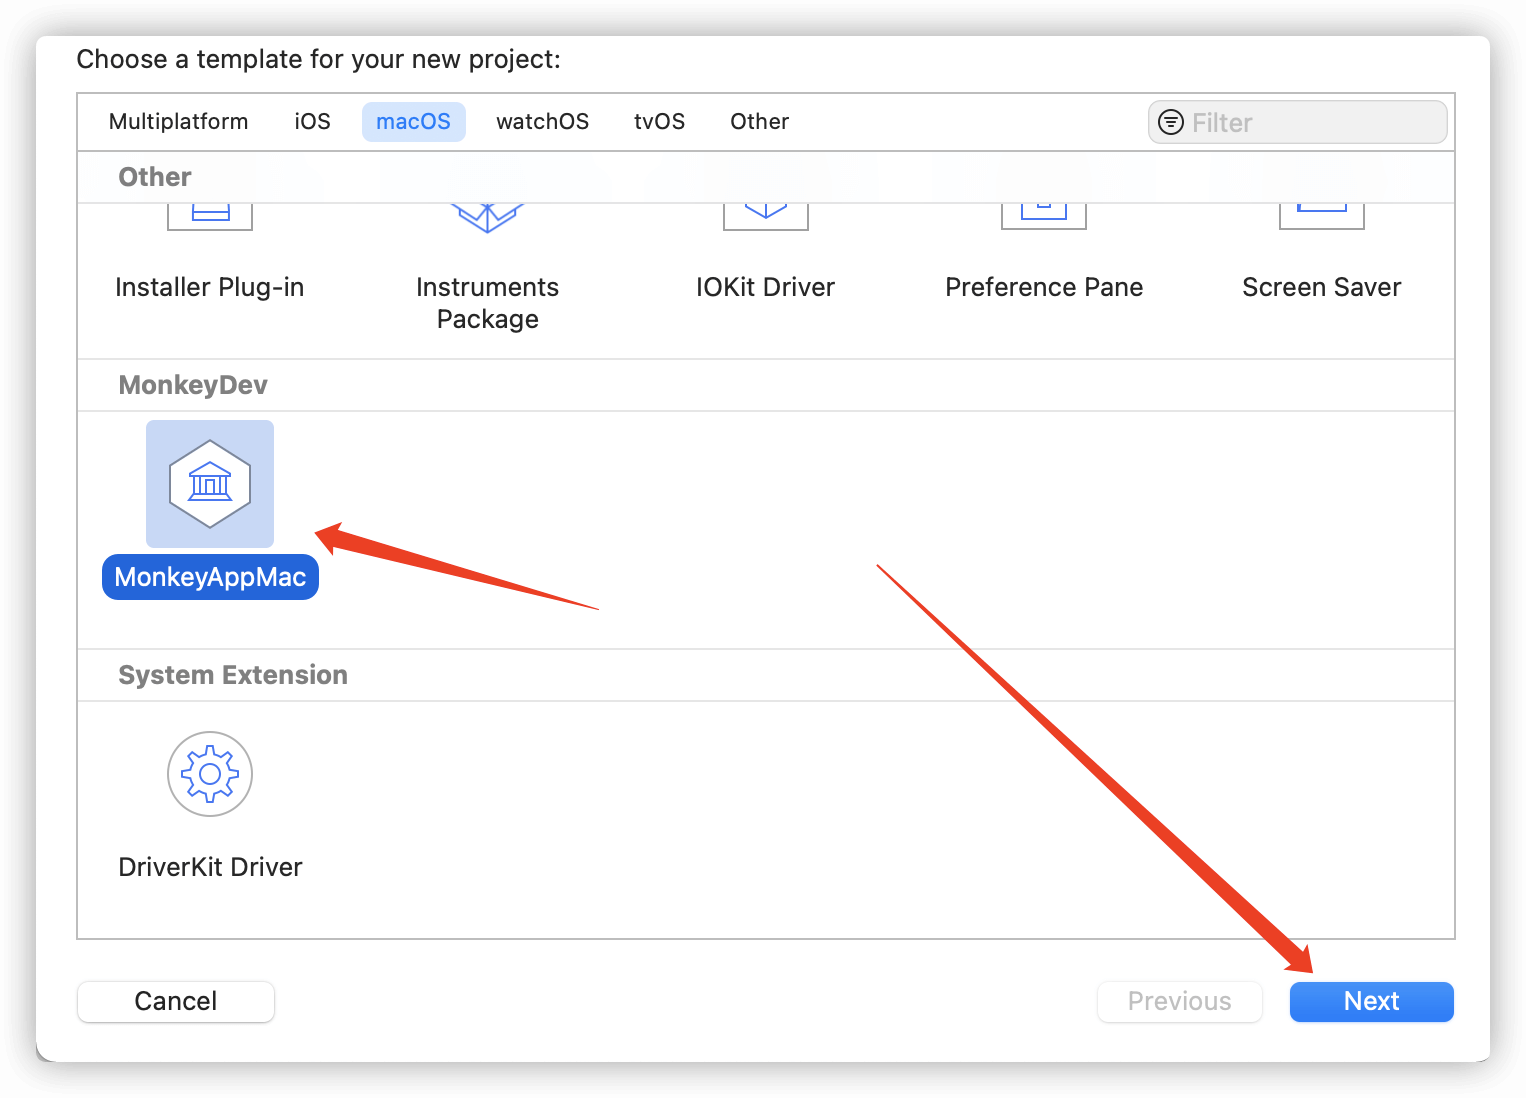 Choose a template for your new project:
Multiplatform iOS macOS watchOS tvOS Other Filter
Other
Installer Plug-in Instruments Package IOKit Driver Preference Pane Screen Saver
MonkeyDev
MonkeyAppMac
System Extension
DriverKit Driver
Cancel Previous Next